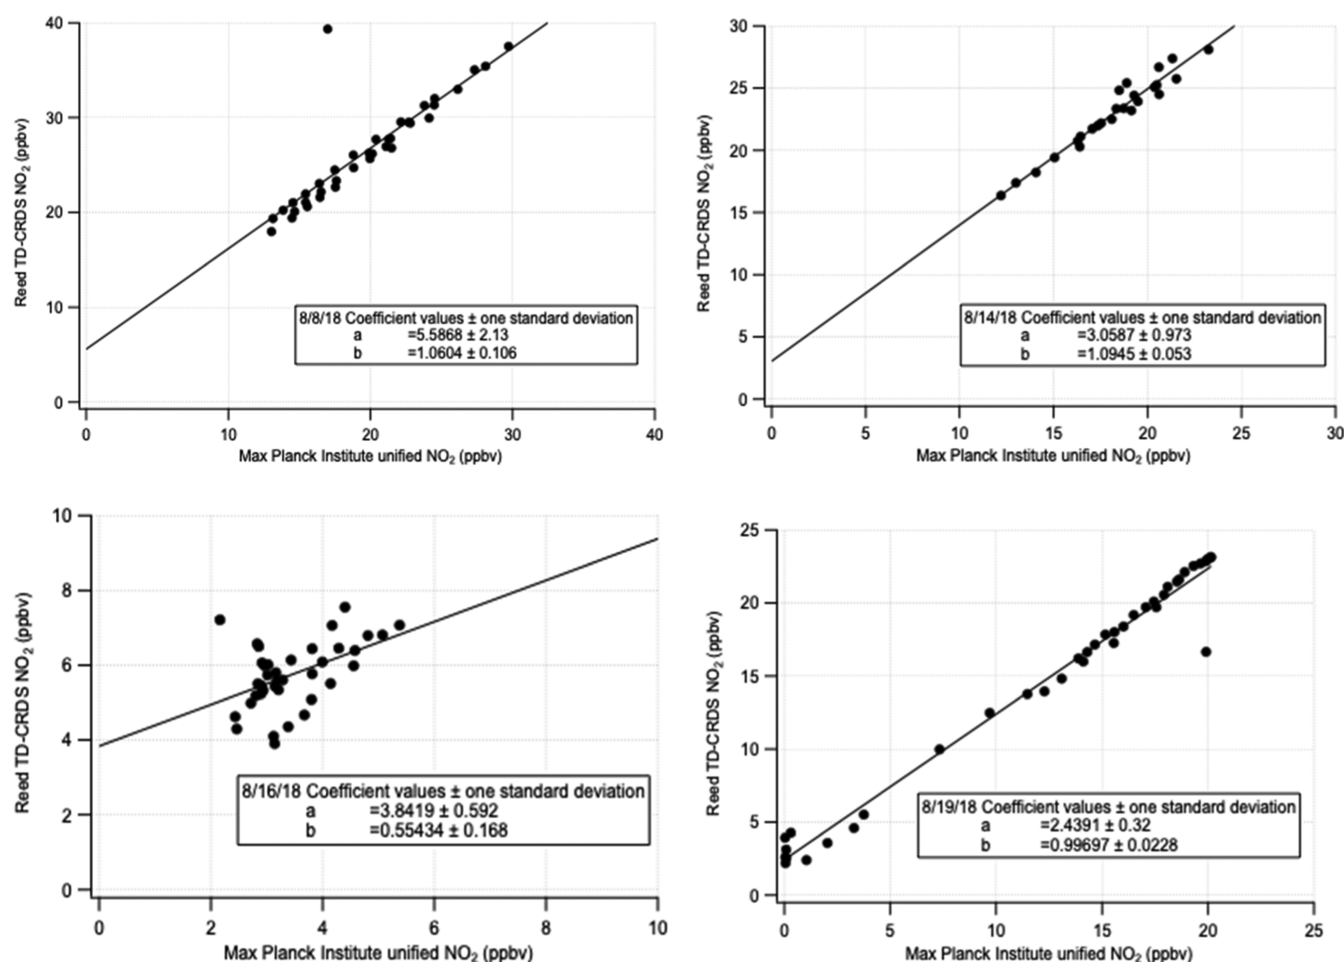 40
30
20
10
0
Reed TD-CRDS NO₂ (ppbv)
8/8/18 Coefficient values ± one standard deviation
a =5.5868 ± 2.13
b =1.0604 ± 0.106
0 10 20 30 40
Max Planck Institute unified NO₂ (ppbv)
30
25
20
15
10
5
0
Reed TD-CRDS NO₂ (ppbv)
8/14/18 Coefficient values ± one standard deviation
a =3.0587 ± 0.973
b =1.0945 ± 0.053
0 5 10 15 20 25 30
Max Planck Institute unified NO₂ (ppbv)
10
8
6
4
2
0
Reed TD-CRDS NO₂ (ppbv)
8/16/18 Coefficient values ± one standard deviation
a =3.8419 ± 0.592
b =0.55434 ± 0.168
0 2 4 6 8 10
Max Planck Institute unified NO₂ (ppbv)
25
20
15
10
5
0
Reed TD-CRDS NO₂ (ppbv)
8/19/18 Coefficient values ± one standard deviation
a =2.4391 ± 0.32
b =0.99697 ± 0.0228
0 5 10 15 20 25
Max Planck Institute unified NO₂ (ppbv)